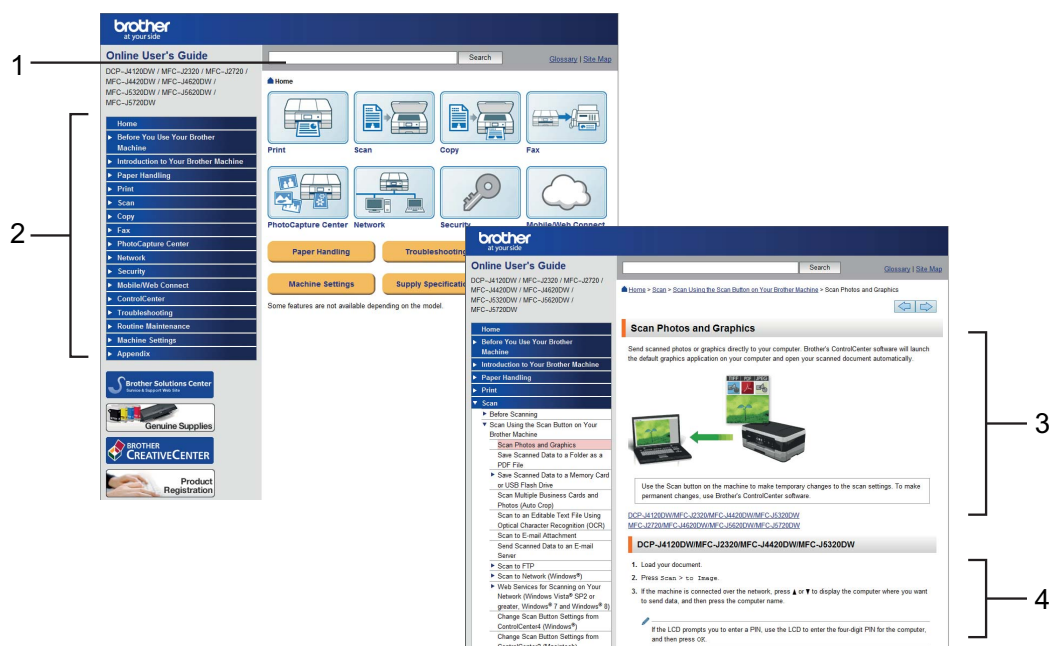 brother
at your side
Online User's Guide
DCP-J4120DW / MFC-J2320 / MFC-J2720 /
MFC-J4420DW / MFC-J4620DW /
MFC-J5320DW / MFC-J5620DW /
MFC-J5720DW
Search
Glossary | Site Map
1
2
Home
Before You Use Your Brother
Machine
Introduction to Your Brother Machine
Paper Handling
Print
Scan
Copy
Fax
PhotoCapture Center
Network
Security
Mobile/Web Connect
ControlCenter
Troubleshooting
Routine Maintenance
Machine Settings
Appendix
Brother Solutions Center
Service & Support Web Site
Genuine Supplies
BROTHER
CREATIVECENTER
Product
Registration
Home
Print
Scan
Copy
Fax
PhotoCapture Center
Network
Security
Mobile/Web Connect
Paper Handling
Troubleshooting
Machine Settings
Supply Specificatio
Some features are not available depending on the model.
brother
at your side
Online User's Guide
DCP-J4120DW / MFC-J2320 / MFC-J2720 /
MFC-J4420DW / MFC-J4620DW /
MFC-J5320DW / MFC-J5620DW /
MFC-J5720DW
Search
Glossary | Site Map
Home
Before You Use Your Brother
Machine
Introduction to Your Brother Machine
Paper Handling
Print
Scan
Before Scanning
Scan Using the Scan Button on Your
Brother Machine
Scan Photos and Graphics
Save Scanned Data to a Folder as a
PDF File
Save Scanned Data to a Memory Card
or USB Flash Drive
Scan Multiple Business Cards and
Photos (Auto Crop)
Scan to an Editable Text File Using
Optical Character Recognition (OCR)
Scan to E-mail Attachment
Send Scanned Data to an E-mail
Server
Scan to FTP
Scan to Network (Windows®)
Web Services for Scanning on Your
Network (Windows Vista® SP2 or
greater, Windows® 7 and Windows® 8)
Change Scan Button Settings from
ControlCenter4 (Windows®)
Change Scan Button Settings from
Home > Scan > Scan Using the Scan Button on Your Brother Machine > Scan Photos and Graphics
Scan Photos and Graphics
Send scanned photos or graphics directly to your computer. Brother's ControlCenter software will launch
the default graphics application on your computer and open your scanned document automatically.
TIFF PDF JPEG
Use the Scan button on the machine to make temporary changes to the scan settings. To make
permanent changes, use Brother's ControlCenter software.
DCP-J4120DW/MFC-J2320/MFC-J4420DW/MFC-J5320DW
MFC-J2720/MFC-J4620DW/MFC-J5620DW/MFC-J5720DW
DCP-J4120DW/MFC-J2320/MFC-J4420DW/MFC-J5320DW
1. Load your document.
2. Press Scan > to Image.
3. If the machine is connected over the network, press ▲ or ▼ to display the computer where you want
to send data, and then press the computer name.
If the LCD prompts you to enter a PIN, use the LCD to enter the four-digit PIN for the computer,
and then press OK.
3
4